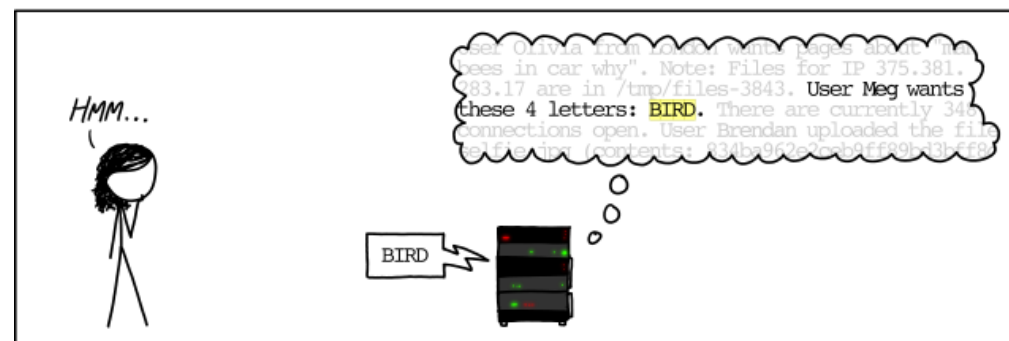 HMM...
User Olivia from London wants pages about "ma
bees in car why". Note: Files for IP 375.381.
283.17 are in /tmp/files-3843. User Meg wants
these 4 letters: BIRD. There are currently 34
connections open. User Brendan uploaded the file
selfie.jpg (contents: 834ba962e2ceb9ff89bd3bff8
BIRD